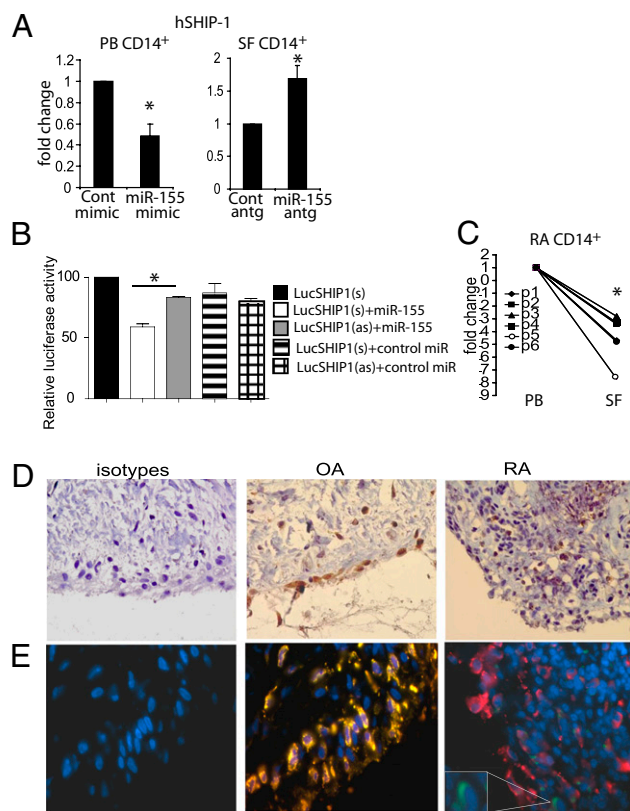 A
hSHIP-1
PB CD14+
SF CD14+
fold change
1.2
1
0.8
0.6
0.4
0.2
0
*
Cont mimic
miR-155 mimic
2
1.5
1
0.5
0
*
Cont antg
miR-155 antg
B
Relative luciferase activity
100
50
0
*
LucSHIP1(s)
LucSHIP1(s)+miR-155
LucSHIP1(as)+miR-155
LucSHIP1(s)+control miR
LucSHIP1(as)+control miR
C
RA CD14+
fold change
2
1
0
-1
-2
-3
-4
-5
-6
-7
-8
-9
p1
p2
p3
p4
p5
p6
*
PB
SF
D
isotypes
OA
RA
E